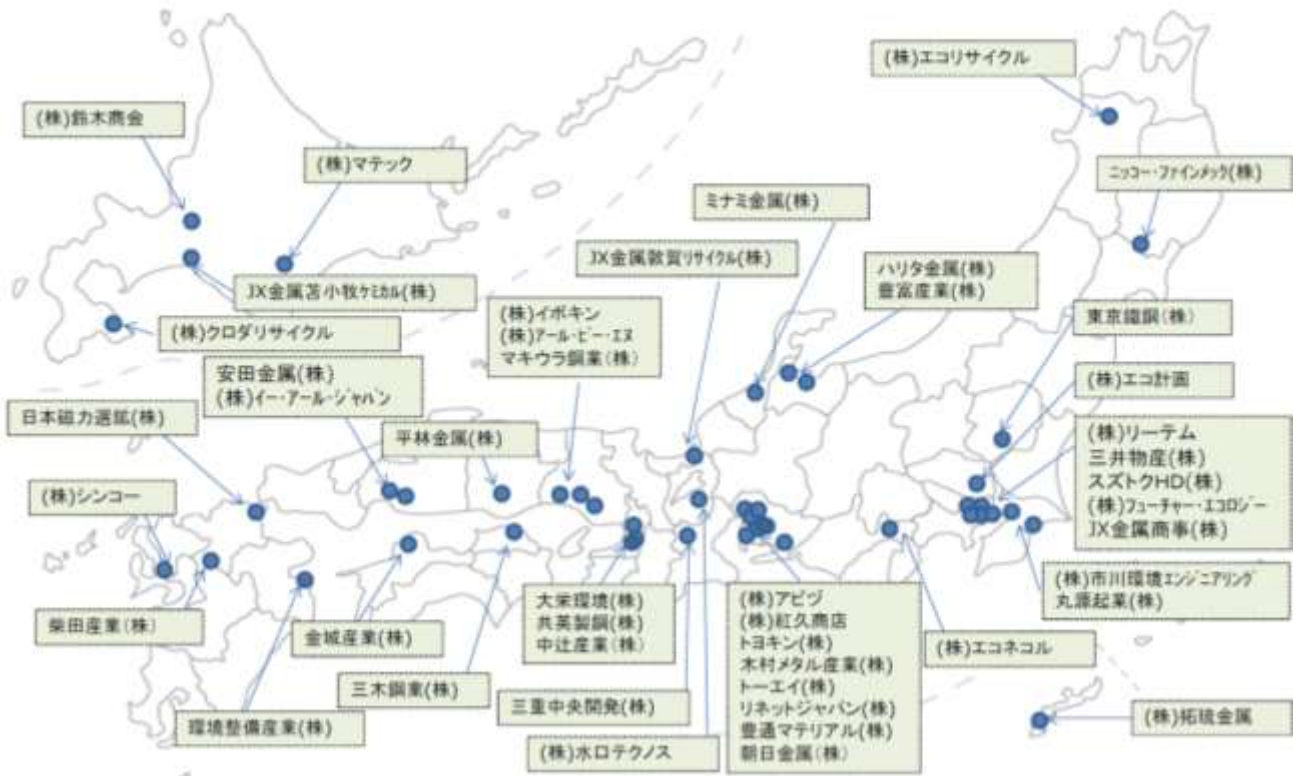 (株)エコリサイクル
(株)鈴木商会
(株)マテック
ニッコー・ファインメック(株)
ミナミ金属(株)
JX金属敦賀リサイクル(株)
ハリタ金属(株)
豊富産業(株)
JX金属苫小牧ケミカル(株)
(株)イボキン
(株)アール・ビー・エヌ
マキウラ鋼業(株)
東京鐵鋼(株)
(株)クロダリサイクル
安田金属(株)
(株)イー・アール・ジャパン
(株)エコ計画
日本磁力選鉱(株)
平林金属(株)
(株)リーテム
三井物産(株)
スズトクHD(株)
(株)フューチャー・エコロジー
JX金属商事(株)
(株)シンコー
(株)市川環境エンジニアリング
丸源起業(株)
柴田産業(株)
金城産業(株)
大栄環境(株)
共英製鋼(株)
中辻産業(株)
(株)アビヅ
(株)紅久商店
トヨキン(株)
木村メタル産業(株)
トーエイ(株)
リネットジャパン(株)
豊通マテリアル(株)
朝日金属(株)
(株)エコネコル
三木鋼業(株)
三重中央開発(株)
環境整備産業(株)
(株)水口テクノス
(株)拓琉金属